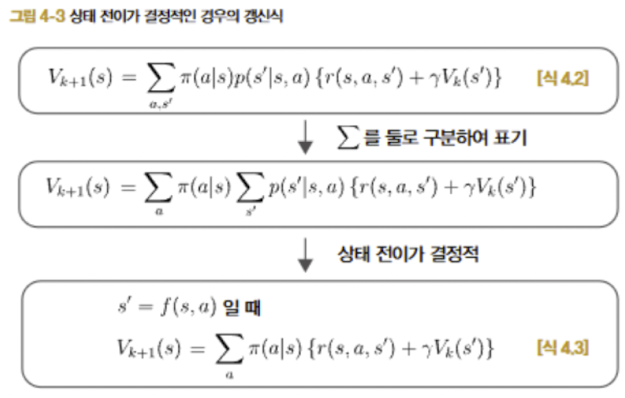 그림 4-3 상태 전이가 결정적인 경우의 갱신식
V_{k+1}(s) = \sum_{a,s'} \pi(a|s)p(s'|s,a) \{r(s,a,s') + \gamma V_k(s')\} [식 4.2]
∑를 둘로 구분하여 표기
V_{k+1}(s) = \sum_{a} \pi(a|s) \sum_{s'} p(s'|s,a) \{r(s,a,s') + \gamma V_k(s')\}
상태 전이가 결정적
s' = f(s,a) 일 때
V_{k+1}(s) = \sum_{a} \pi(a|s) \{r(s,a,s') + \gamma V_k(s')\} [식 4.3]